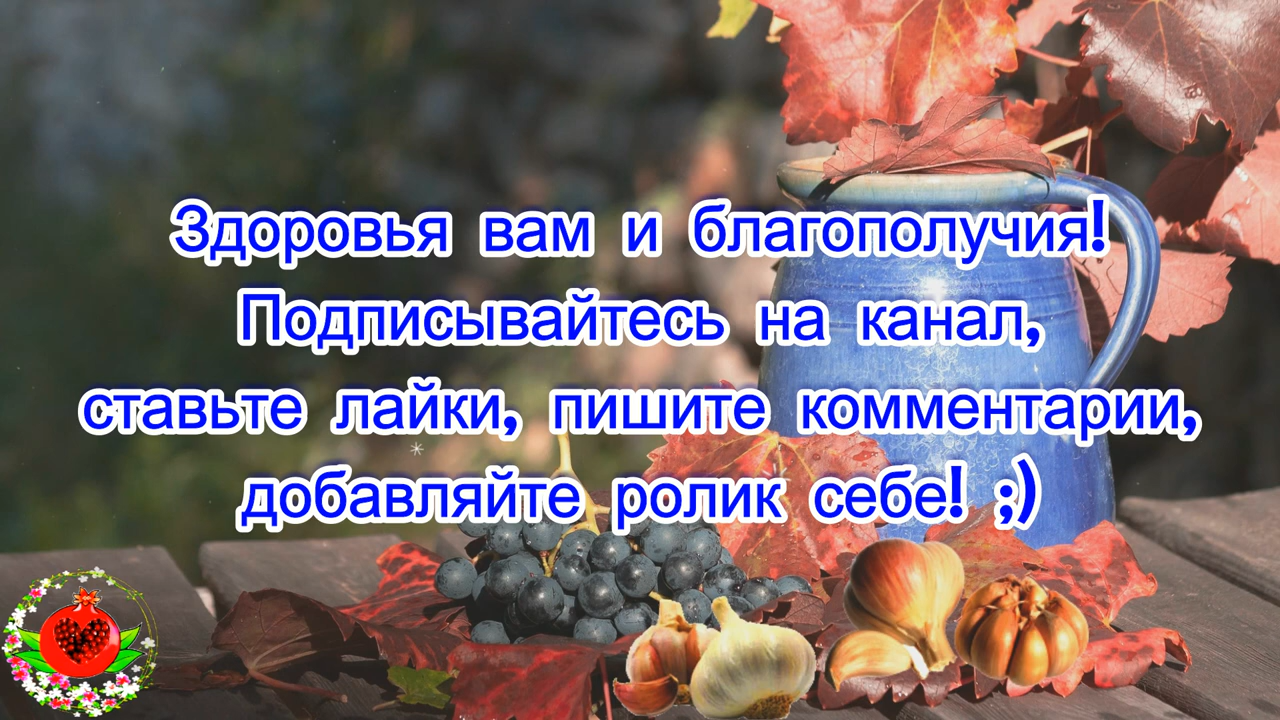 Здоровья вам и благополучия!
Подписывайтесь на канал,
ставьте лайки, пишите комментарии,
добавляйте ролик себе! ;)